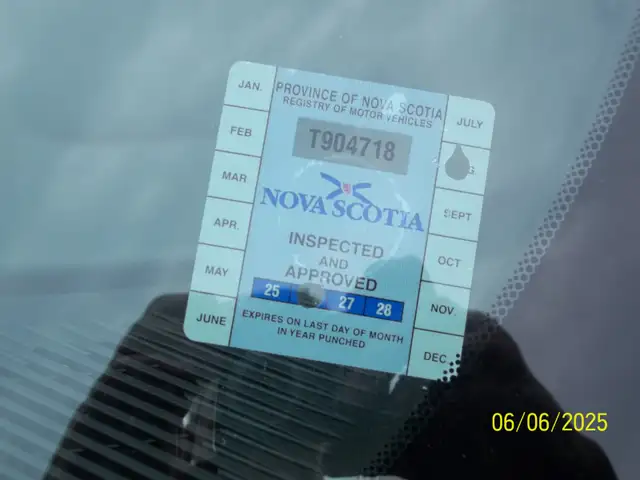 PROVINCE OF NOVA SCOTIA
REGISTRY OF MOTOR VEHICLES
T904718
NOVA SCOTIA
INSPECTED
AND
APPROVED
25 27 28
EXPIRES ON LAST DAY OF MONTH
IN YEAR PUNCHED
JAN.
FEB
MAR
APR.
MAY
JUNE
JULY
SEPT
OCT
NOV.
DEC.
06/06/2025